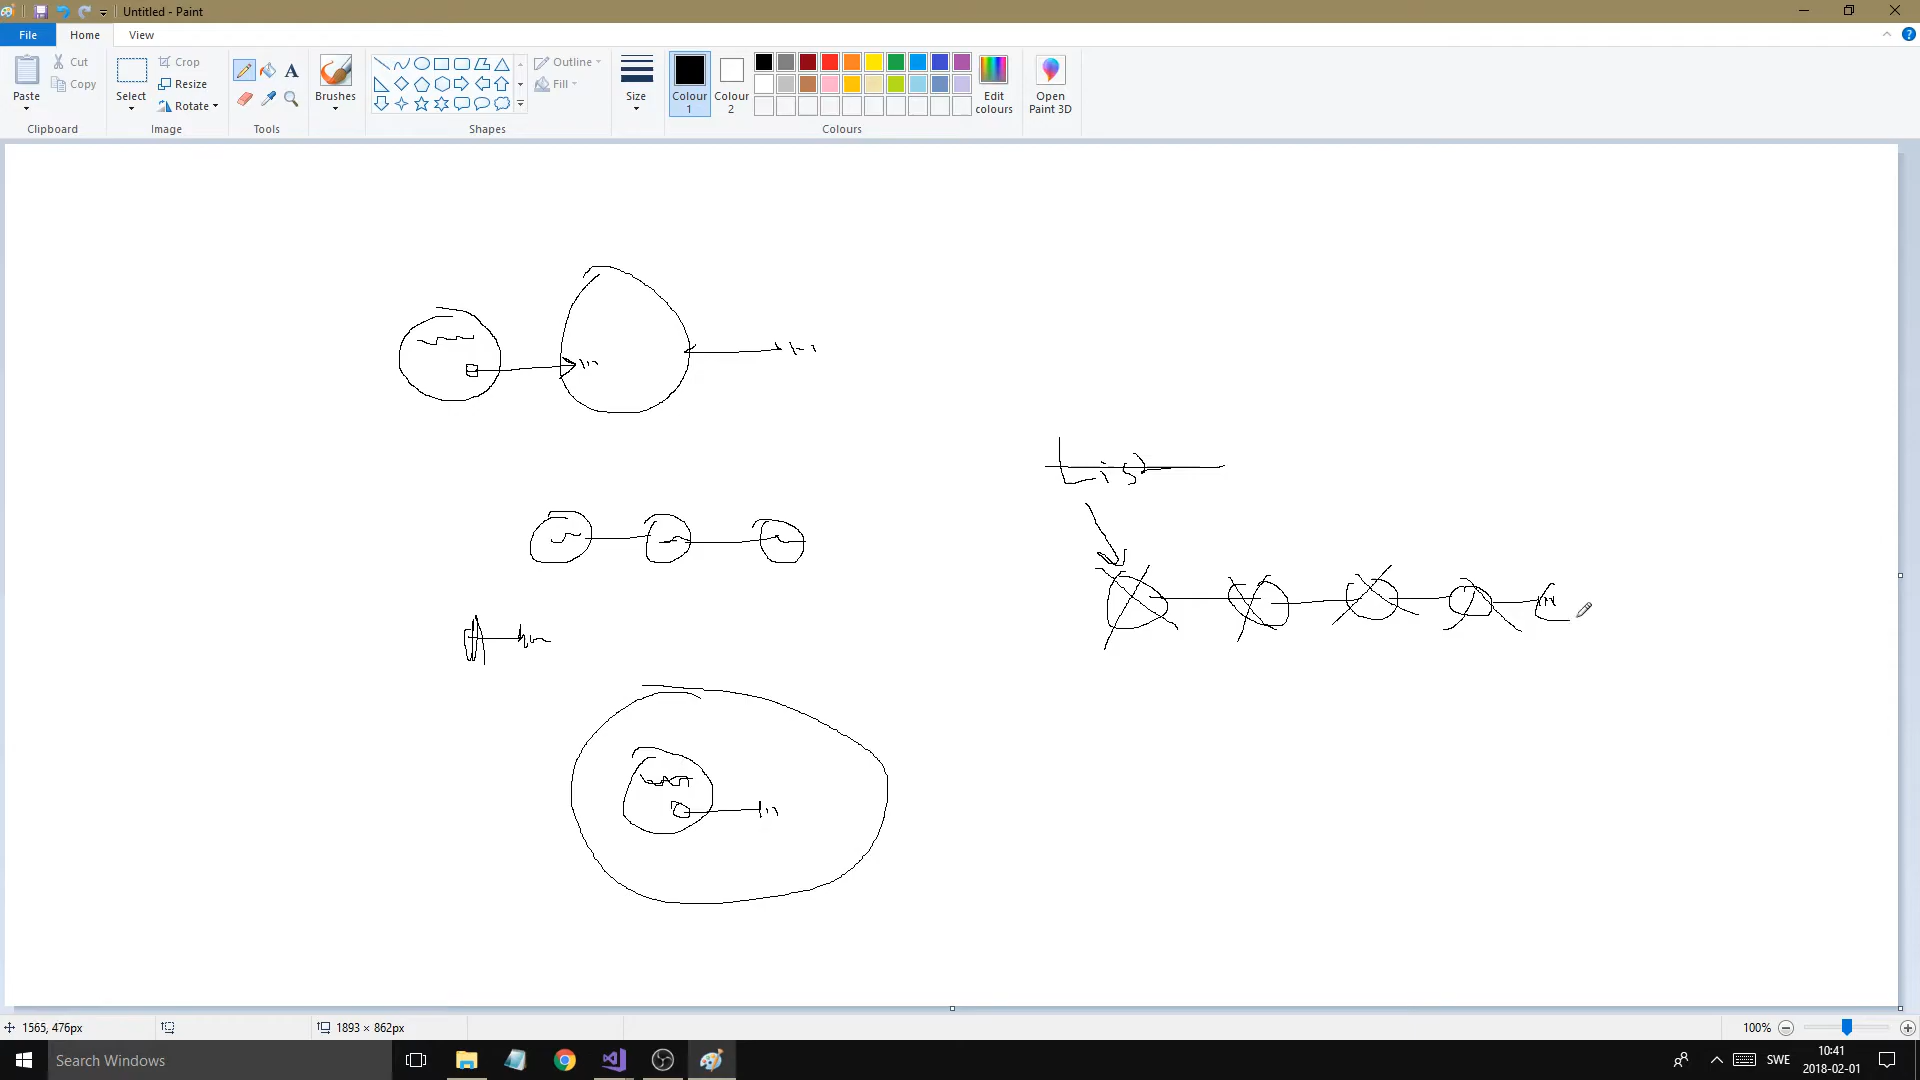 Untitled - Paint
File
Home
View
Paste
Cut
Copy
Clipboard
Select
Crop
Resize
Rotate
Image
Tools
Brushes
Outline
Fill
Shapes
Size
Colour 1
Colour 2
Edit colours
Colours
Open Paint 3D
List
1565, 476px
1893 × 862px
100%
Search Windows
SWE
10:41
2018-02-01